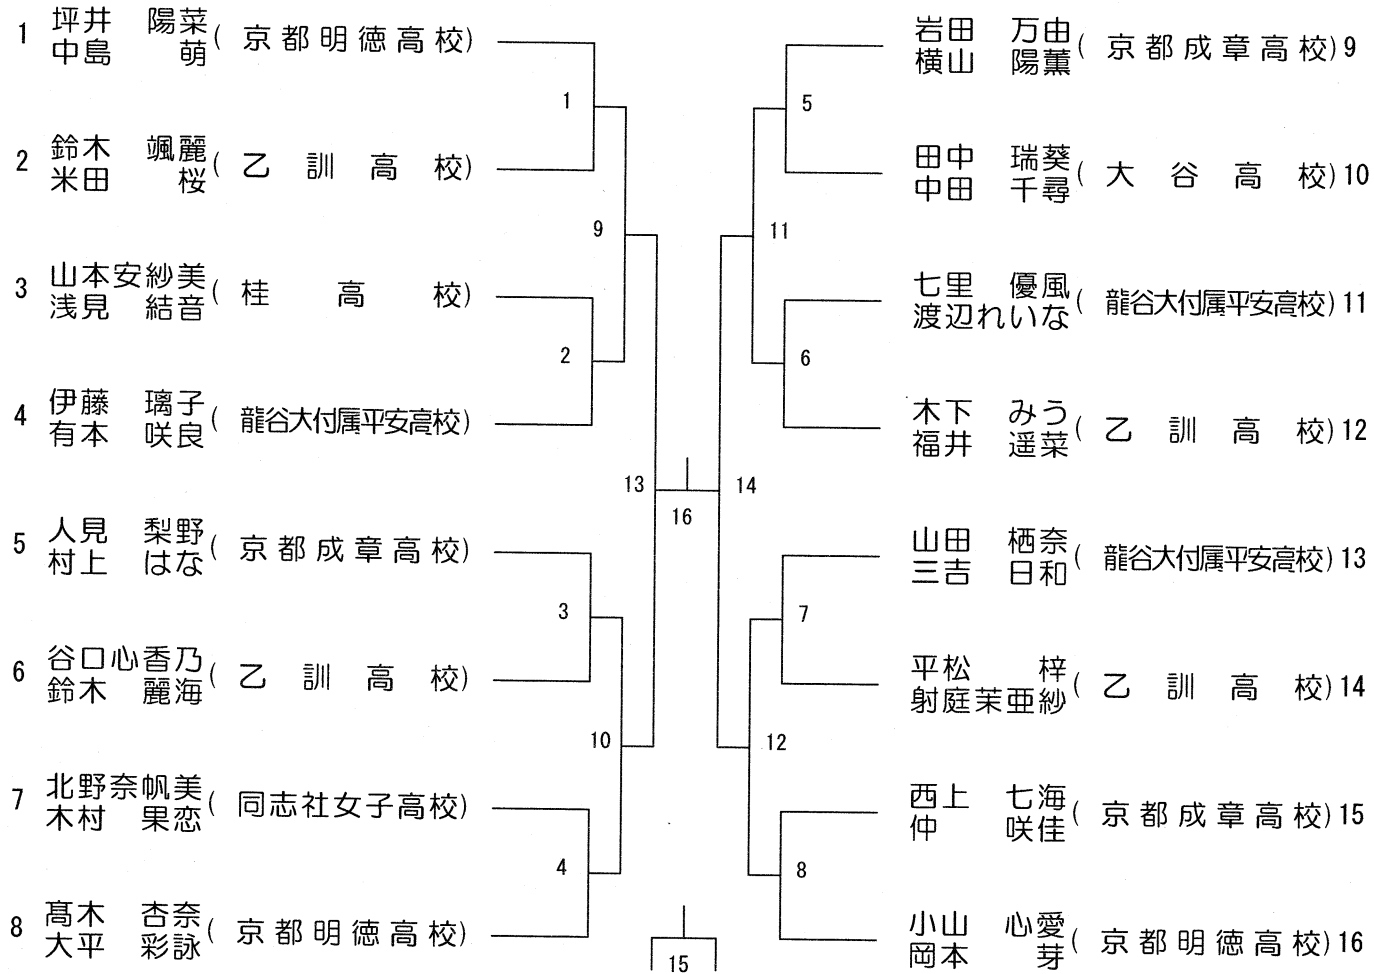 1 坪井 陽菜 (京都明徳高校)
中島 萌
2 鈴木 颯麗 (乙訓高校)
米田 桜
3 山本安紗美 (桂高校)
浅見 結音
4 伊藤 璃子 (龍谷大付属平安高校)
有本 咲良
5 人見 梨野 (京都成章高校)
村上 はな
6 谷口心香乃 (乙訓高校)
鈴木 麗海
7 北野奈帆美 (同志社女子高校)
木村 果恋
8 髙木 杏奈 (京都明徳高校)
大平 彩詠
1
9
2
13
3
10
4
16
15
5
11
6
14
7
12
8
岩田 万由 (京都成章高校) 9
横山 陽薫
田中 瑞葵 (大谷高校) 10
中田 千尋
七里 優風 (龍谷大付属平安高校) 11
渡辺れいな
木下 みう (乙訓高校) 12
福井 遥菜
山田 栖奈 (龍谷大付属平安高校) 13
三吉 日和
平松 梓 (乙訓高校) 14
射庭茉亜紗
西上 七海 (京都成章高校) 15
仲 咲佳
小山 心愛 (京都明徳高校) 16
岡本 芽